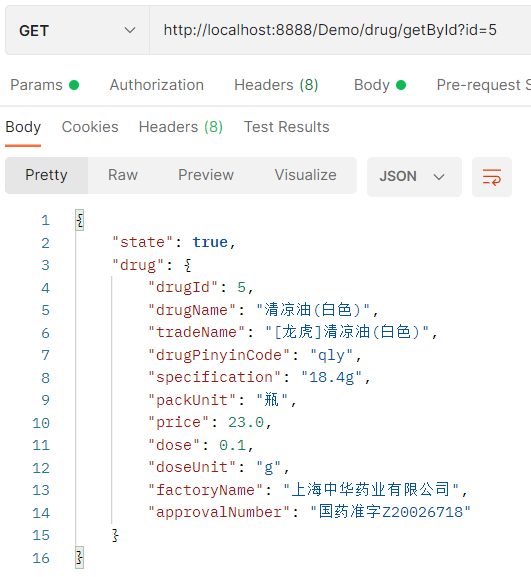 GET http://localhost:8888/Demo/drug/getById?id=5
Params Authorization Headers (8) Body Pre-request S
Body Cookies Headers (8) Test Results
Pretty Raw Preview Visualize JSON
1 {
2 "state": true,
3 "drug": {
4 "drugId": 5,
5 "drugName": "清凉油(白色)",
6 "tradeName": "[龙虎]清凉油(白色)",
7 "drugPinyinCode": "qly",
8 "specification": "18.4g",
9 "packUnit": "瓶",
10 "price": 23.0,
11 "dose": 0.1,
12 "doseUnit": "g",
13 "factoryName": "上海中华药业有限公司",
14 "approvalNumber": "国药准字Z20026718"
15 }
16 }